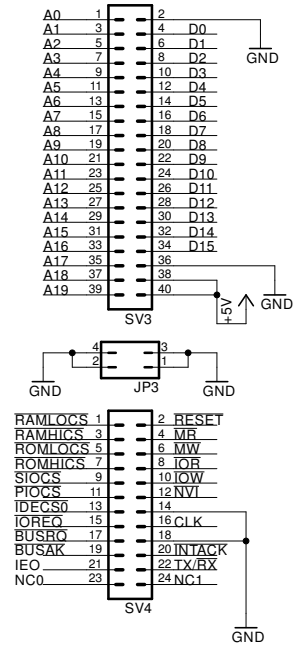 A0 1 2
A1 3 4 D0
A2 5 6 D1
GND
A3 7 8 D2
A4 9 10 D3
A5 11 12 D4
A6 13 14 D5
A7 15 16 D6
A8 17 18 D7
A9 19 20 D8
A10 21 22 D9
A11 23 24 D10
A12 25 26 D11
A13 27 28 D12
A14 29 30 D13
A15 31 32 D14
A16 33 34 D15
A17 35 36
A18 37 38
A19 39 40
+5V GND
SV3
4 3
2 1
GND JP3 GND
RAMLOCS 1 2 RESET
RAMHICS 3 4 MR
ROMLOCS 5 6 MW
ROMHICS 7 8 IOR
SIOCS 9 10 IOW
PIOCS 11 12 NVI
IDECS0 13 14
IOREQ 15 16 CLK
BUSRQ 17 18
BUSAK 19 20 INTACK
IEO 21 22 TX/RX
NC0 23 24 NC1
SV4
GND